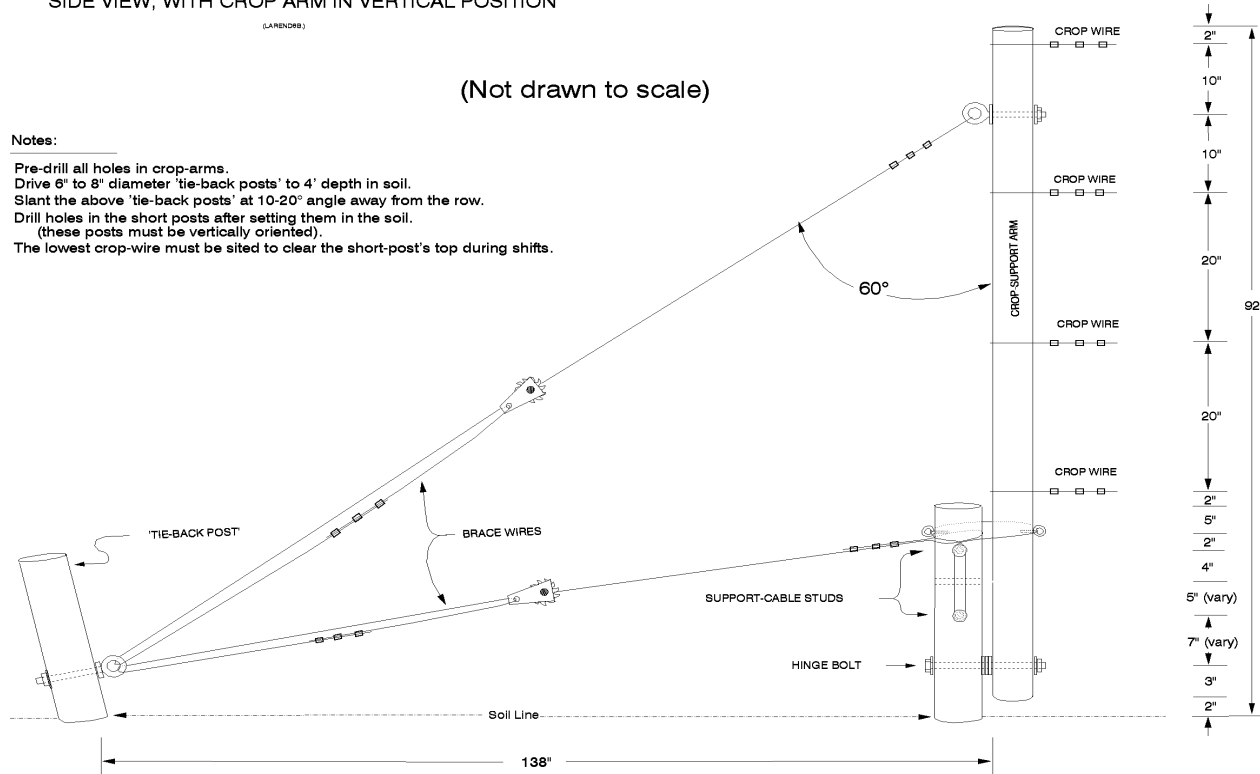 SIDE VIEW, WITH CROP ARM IN VERTICAL POSITION
(LAREND6B.)
(Not drawn to scale)
Notes:
Pre-drill all holes in crop-arms.
Drive 6" to 8" diameter 'tie-back posts' to 4' depth in soil.
Slant the above 'tie-back posts' at 10-20° angle away from the row.
Drill holes in the short posts after setting them in the soil.
(these posts must be vertically oriented).
The lowest crop-wire must be sited to clear the short-post's top during shifts.
CROP WIRE
2"
10"
10"
CROP WIRE
CROP-SUPPORT ARM
20"
60°
92
CROP WIRE
20"
CROP WIRE
2"
5"
'TIE-BACK POST'
BRACE WIRES
2"
4"
SUPPORT-CABLE STUDS
5" (vary)
7" (vary)
HINGE BOLT
3"
2"
Soil Line
138"